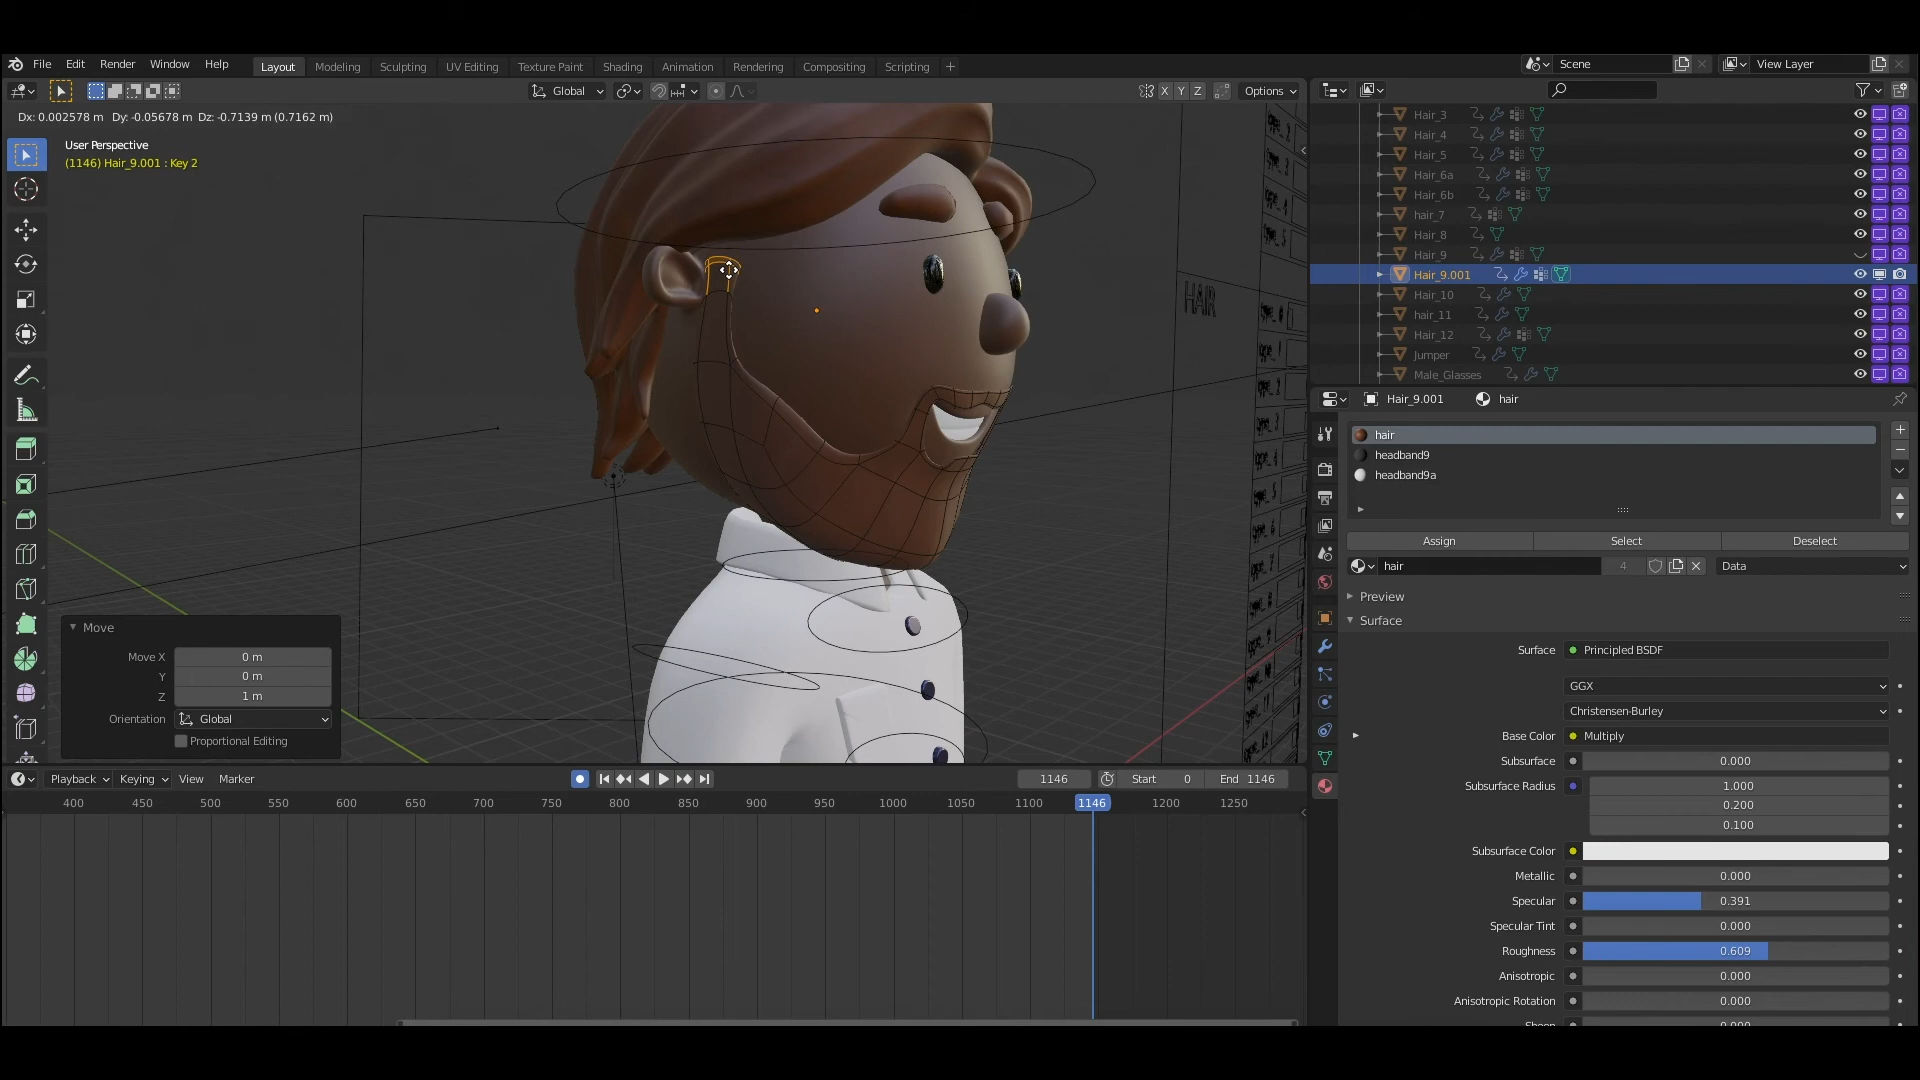 File Edit Render Window Help Layout Modeling Sculpting UV Editing Texture Paint Shading Animation Rendering Compositing Scripting + Scene View Layer
Global X Y Z Options
Dx: 0.002578 m Dy: -0.05678 m Dz: -0.7139 m (0.7162 m)
User Perspective
(1146) Hair_9.001 : Key 2
HAIR
Hair_3
Hair_4
Hair_5
Hair_6a
Hair_6b
hair_7
Hair_8
Hair_9
Hair_9.001
Hair_10
hair_11
Hair_12
Jumper
Male_Glasses
Hair_9.001 hair
hair
headband9
headband9a
Assign Select Deselect
hair 4 Data
Preview
Surface
Surface Principled BSDF
GGX
Christensen-Burley
Base Color Multiply
Subsurface 0.000
Subsurface Radius 1.000
0.200
0.100
Subsurface Color
Metallic 0.000
Specular 0.391
Specular Tint 0.000
Roughness 0.609
Anisotropic 0.000
Anisotropic Rotation 0.000
Move
Move X 0 m
Y 0 m
Z 1 m
Orientation Global
Proportional Editing
Playback Keying View Marker 1146 Start 0 End 1146
400 450 500 550 600 650 700 750 800 850 900 950 1000 1050 1100 1146 1200 1250